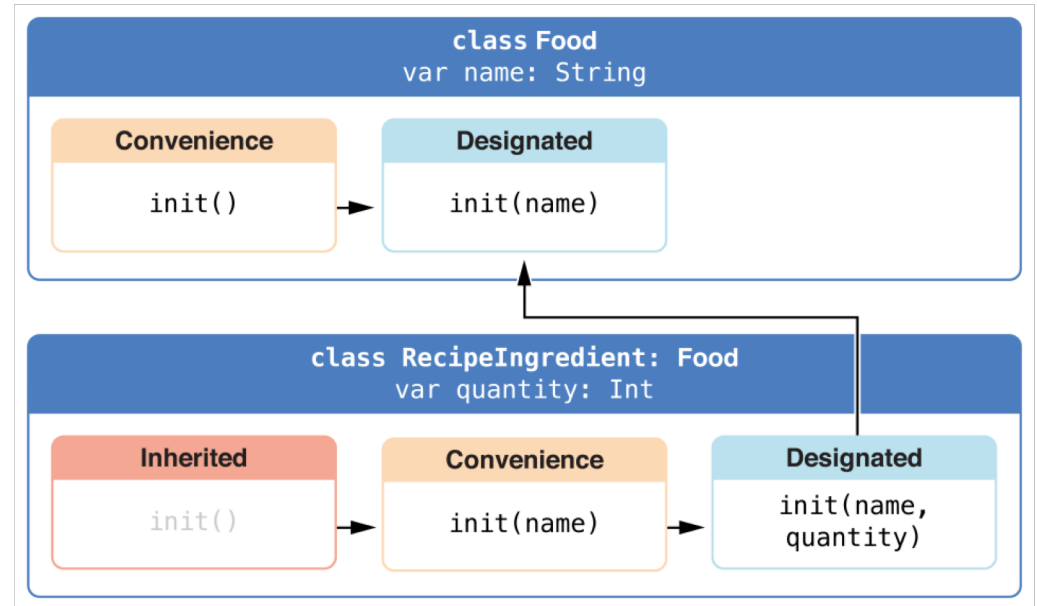 class Food
var name: String
Convenience
init()
Designated
init(name)
class RecipeIngredient: Food
var quantity: Int
Inherited
init()
Convenience
init(name)
Designated
init(name,
quantity)